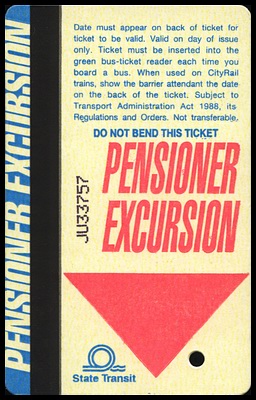 Date must appear on back of ticket for
ticket to be valid. Valid on day of issue
only. Ticket must be inserted into the
green bus-ticket reader each time you
board a bus. When used on CityRail
trains, show the barrier attendant the date
on the back of the ticket. Subject to
Transport Administration Act 1988, its
Regulations and Orders. Not transferable.
DO NOT BEND THIS TICKET
PENSIONER
EXCURSION
JU33757
State Transit
PENSIONER EXCURSION